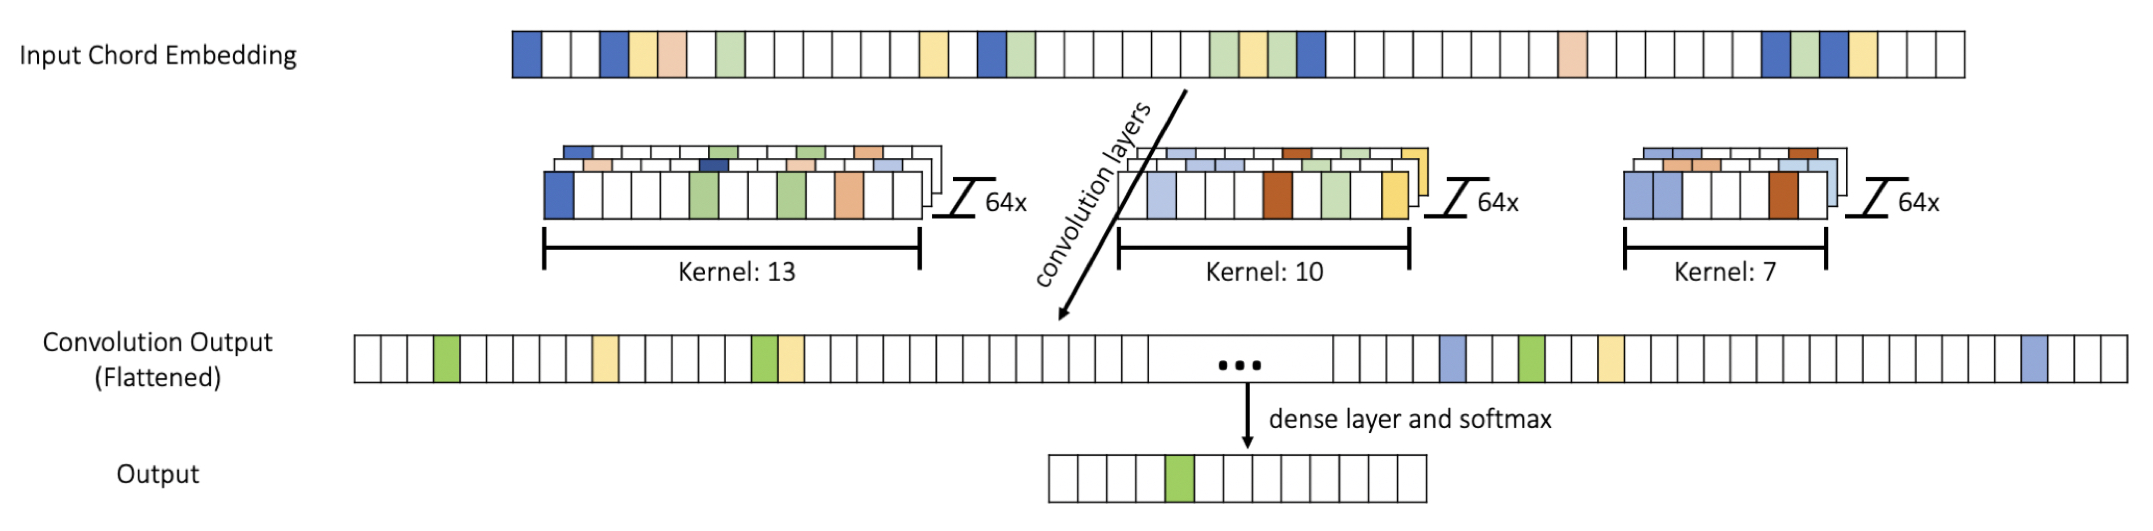 Input Chord Embedding
convolution layers
64x
64x
64x
Kernel: 13
Kernel: 10
Kernel: 7
Convolution Output
(Flattened)
...
dense layer and softmax
Output